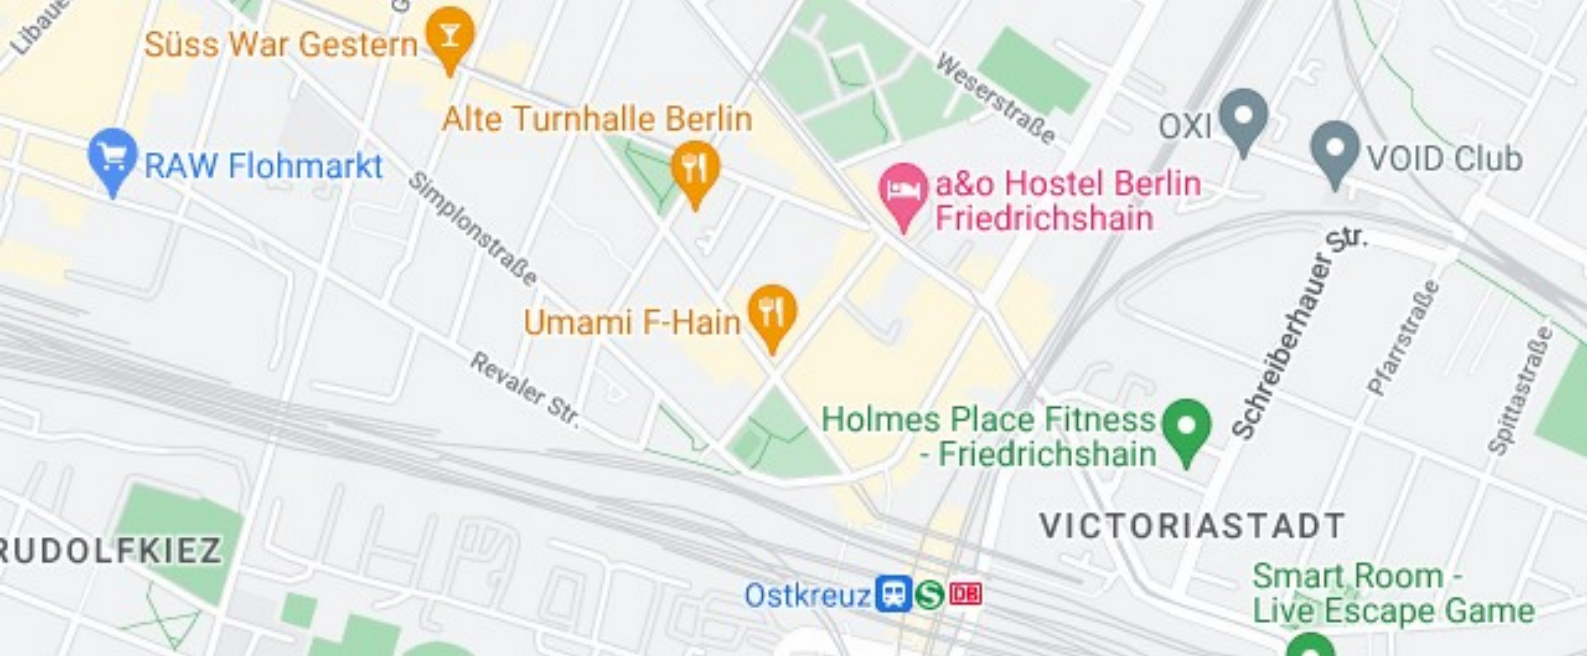 Süss War Gestern
Alte Turnhalle Berlin
Weserstraße
OXI
VOID Club
RAW Flohmarkt
Simplonstraße
a&o Hostel Berlin
Friedrichshain
Schreiberhauer Str.
Pfarrstraße
Spittastraße
Umami F-Hain
Revaler Str.
Holmes Place Fitness
- Friedrichshain
VICTORIASTADT
RUDOLFKIEZ
Ostkreuz S DB
Smart Room -
Live Escape Game